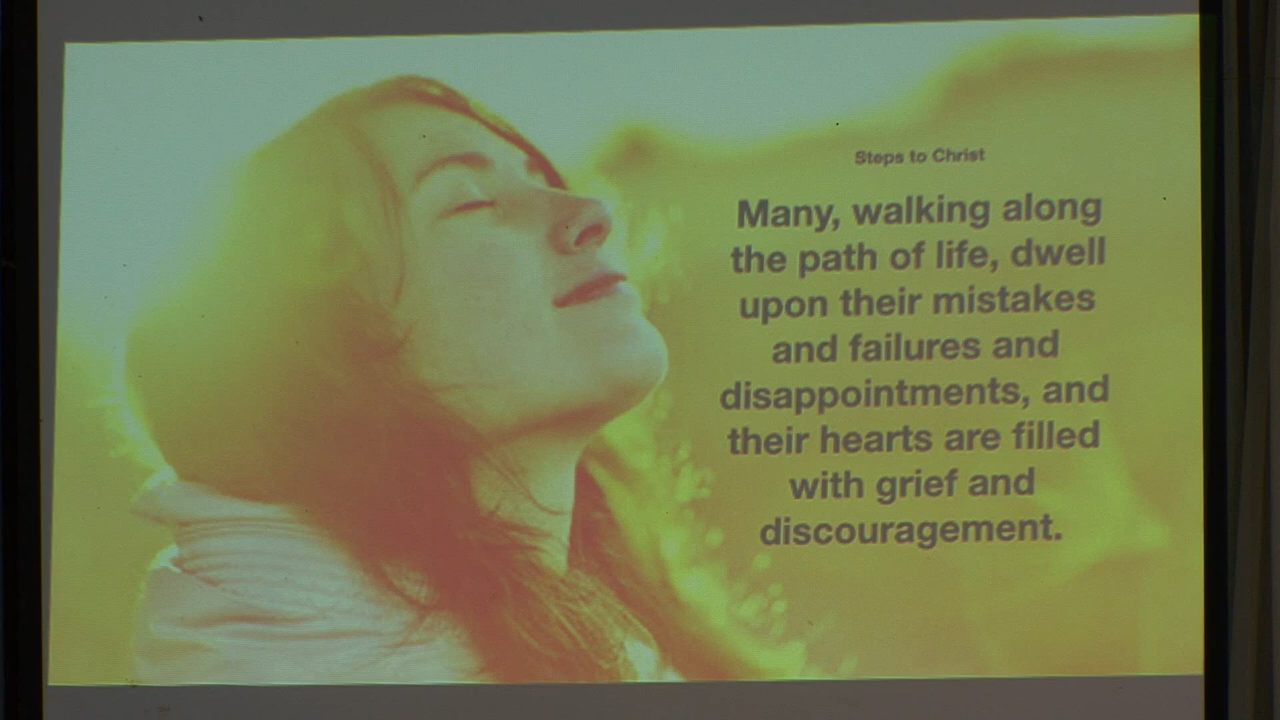 Steps to Christ
Many, walking along
the path of life, dwell
upon their mistakes
and failures and
disappointments, and
their hearts are filled
with grief and
discouragement.